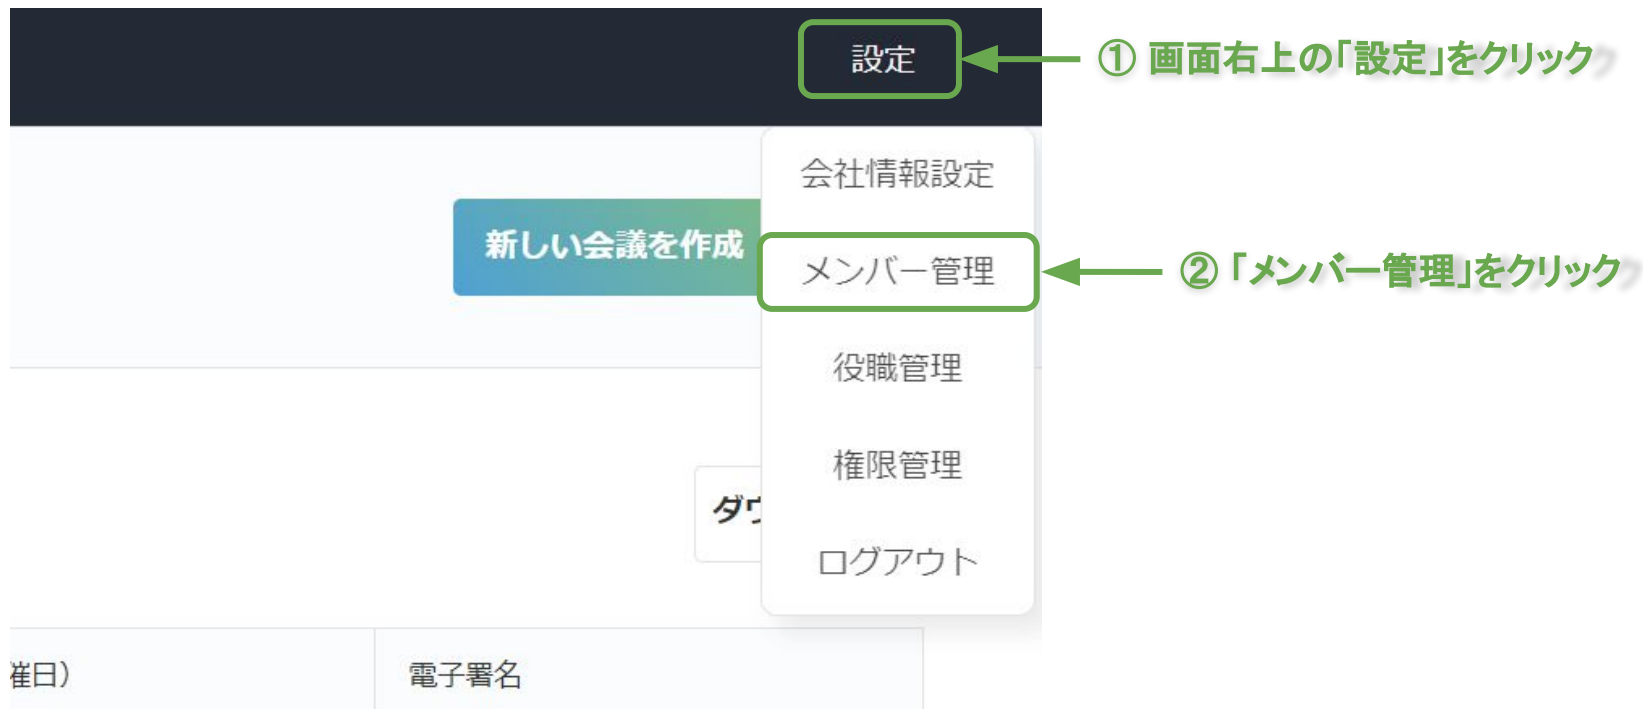 設定
① 画面右上の「設定」をクリック
会社情報設定
新しい会議を作成
メンバー管理
② 「メンバー管理」をクリック
役職管理
権限管理
ダウ
ログアウト
催日）
電子署名